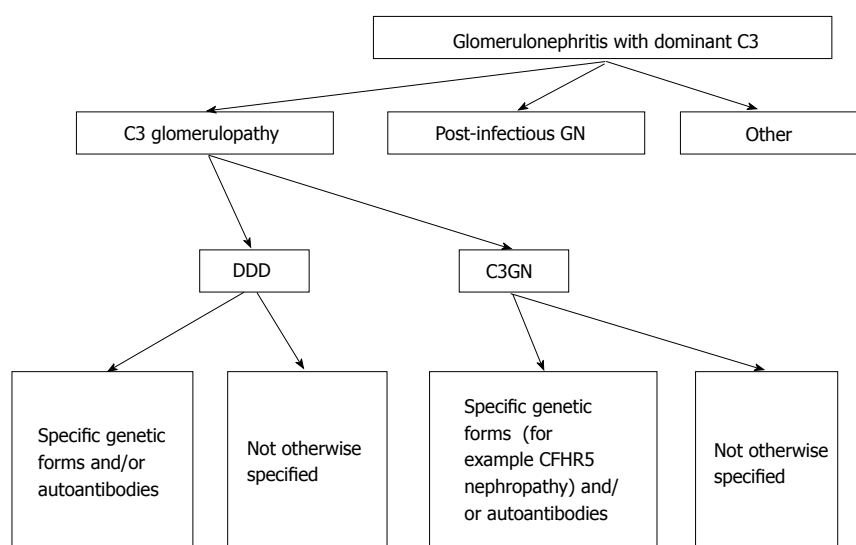 Glomerulonephritis with dominant C3
C3 glomerulopathy
Post-infectious GN
Other
DDD
C3GN
Specific genetic
forms and/or
autoantibodies
Not otherwise
specified
Specific genetic
forms (for
example CFHR5
nephropathy) and/
or autoantibodies
Not otherwise
specified